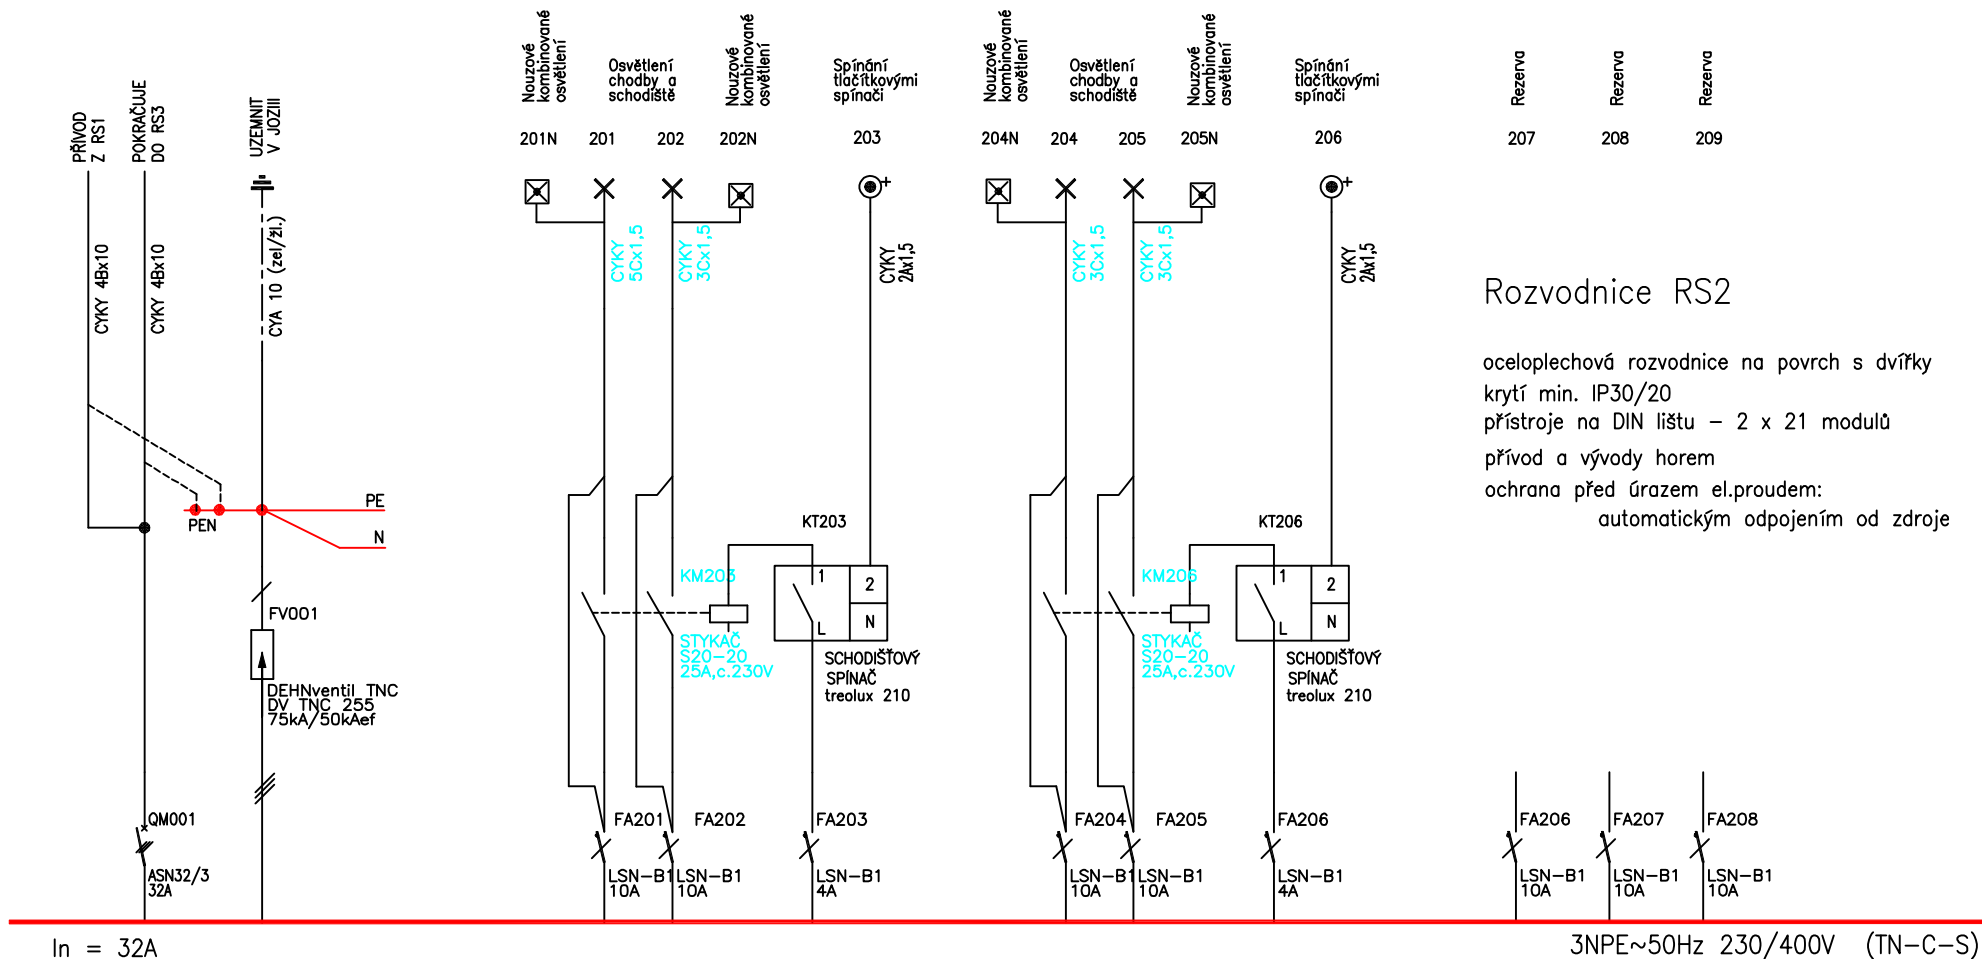 PŘÍVOD
Z RS1
POKRAČUJE
DO RS3
UZEMNIT
V JOZIII
CYKY 4Bx10
CYKY 4Bx10
CYA 10 (zel/žl.)
PE
PEN
N
FV001
DEHNventil TNC
DV TNC 255
75kA/50kAef
QM001
ASN32/3
32A
Nouzové
kombinované
osvětlení
Osvětlení
chodby a
schodiště
Nouzové
kombinované
osvětlení
Spínání
tlačítkovými
spínači
201N
201
202
202N
203
CYKY
5Cx1,5
CYKY
3Cx1,5
CYKY
2Ax1,5
KT203
KM203
1
2
N
L
STYKAČ
S20-20
25A,c.230V
SCHODIŠŤOVÝ
SPÍNAČ
treolux 210
FA201
FA202
FA203
LSN-B1
10A
LSN-B1
10A
LSN-B1
4A
Nouzové
kombinované
osvětlení
Osvětlení
chodby a
schodiště
Nouzové
kombinované
osvětlení
Spínání
tlačítkovými
spínači
204N
204
205
205N
206
CYKY
3Cx1,5
CYKY
3Cx1,5
CYKY
2Ax1,5
KT206
KM206
1
2
N
L
STYKAČ
S20-20
25A,c.230V
SCHODIŠŤOVÝ
SPÍNAČ
treolux 210
FA204
FA205
FA206
LSN-B1
10A
LSN-B1
10A
LSN-B1
4A
Rezerva
Rezerva
Rezerva
207
208
209
Rozvodnice RS2
oceloplechová rozvodnice na povrch s dvířky
krytí min. IP30/20
přístroje na DIN lištu - 2 x 21 modulů
přívod a vývody horem
ochrana před úrazem el.proudem:
automatickým odpojením od zdroje
FA206
FA207
FA208
LSN-B1
10A
LSN-B1
10A
LSN-B1
10A
In = 32A
3NPE~50Hz 230/400V (TN-C-S)